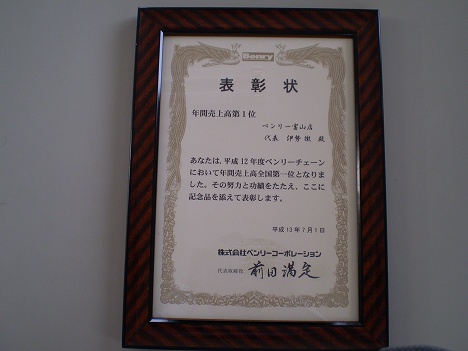 Benry
表彰状
年間売上高第1位
ベンリー富山店
代表 伊勢 徹 殿
あなたは、平成12年度ベンリーチェーン
において年間売上高全国第一位となりま
した。その努力と功績をたたえ、ここに
記念品を添えて表彰します。
平成13年7月1日
株式会社ベンリーコーポレーション
代表取締役 前田満定